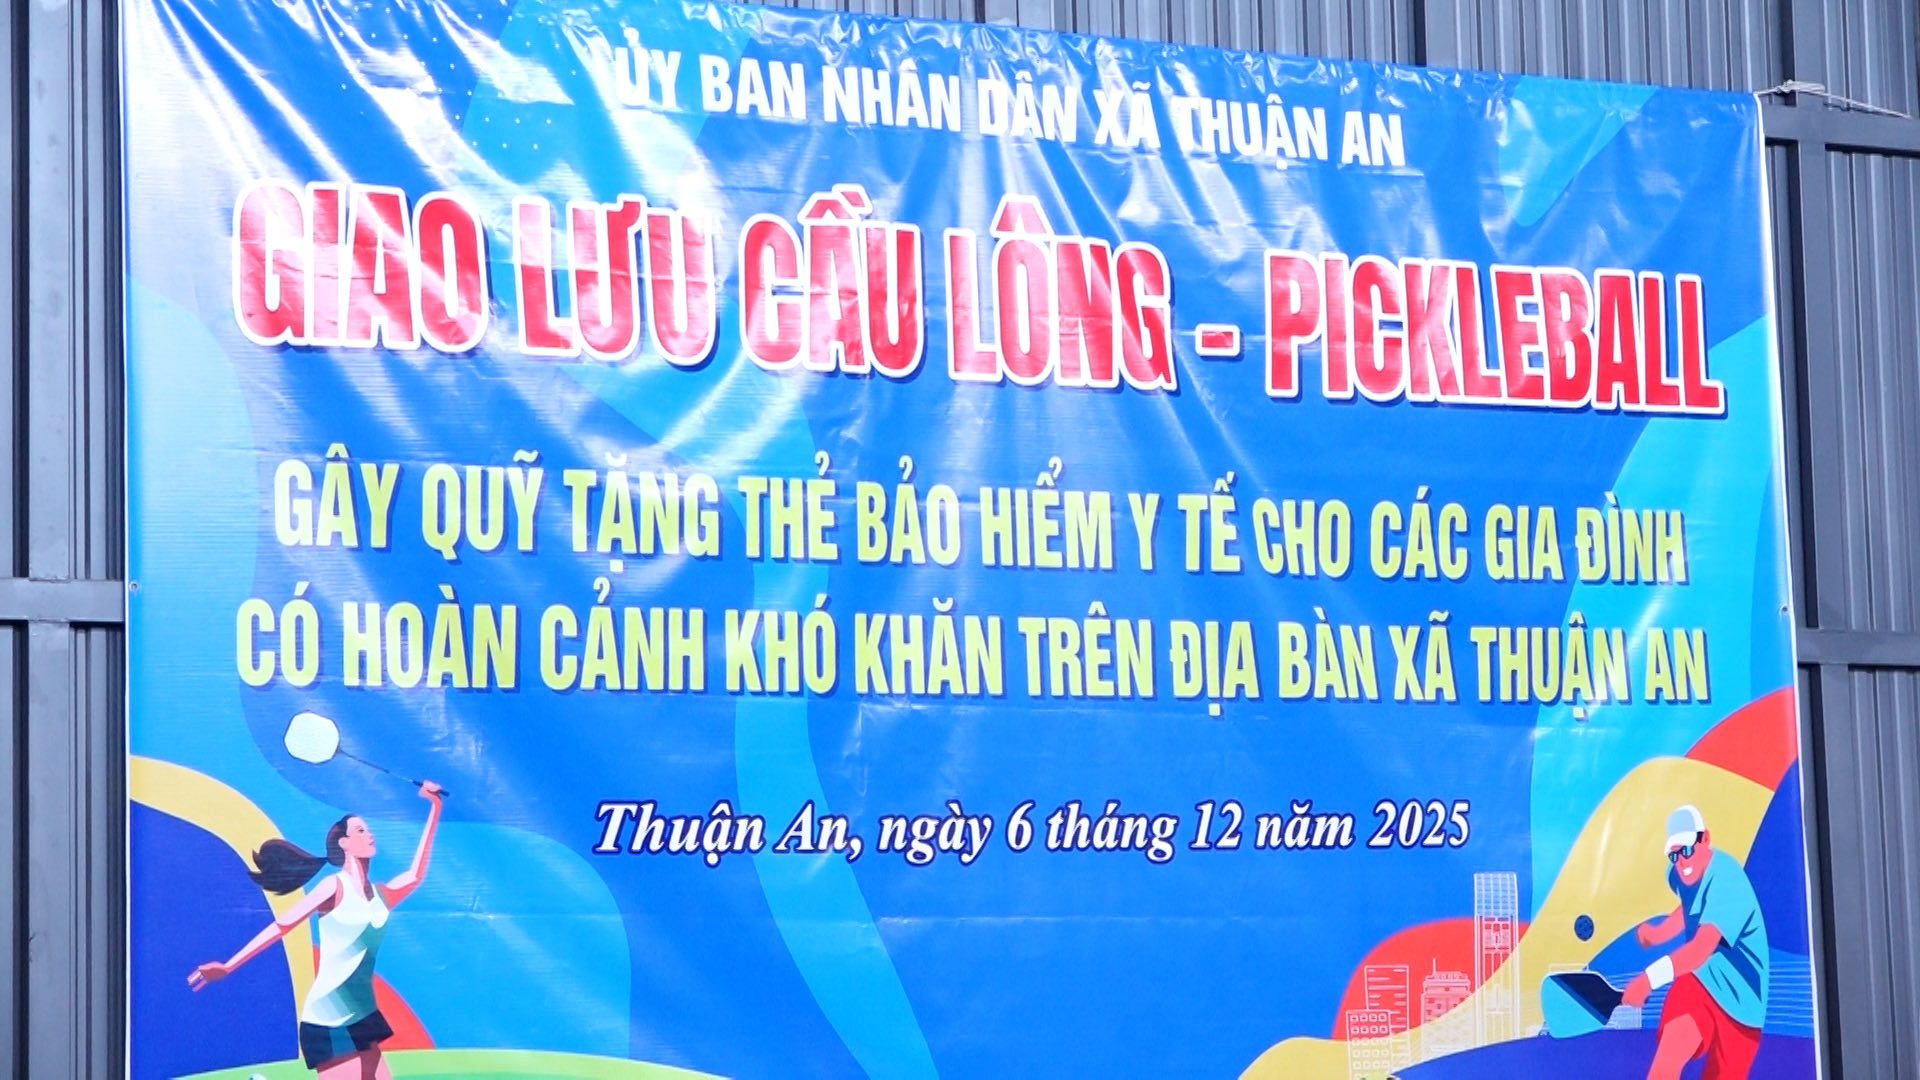 ỦY BAN NHÂN DÂN XÃ THUẬN AN
GIAO LƯU CẦU LÔNG - PICKLEBALL
GÂY QUỸ TẶNG THẺ BẢO HIỂM Y TẾ CHO CÁC GIA ĐÌNH
CÓ HOÀN CẢNH KHÓ KHĂN TRÊN ĐỊA BÀN XÃ THUẬN AN
Thuận An, ngày 6 tháng 12 năm 2025